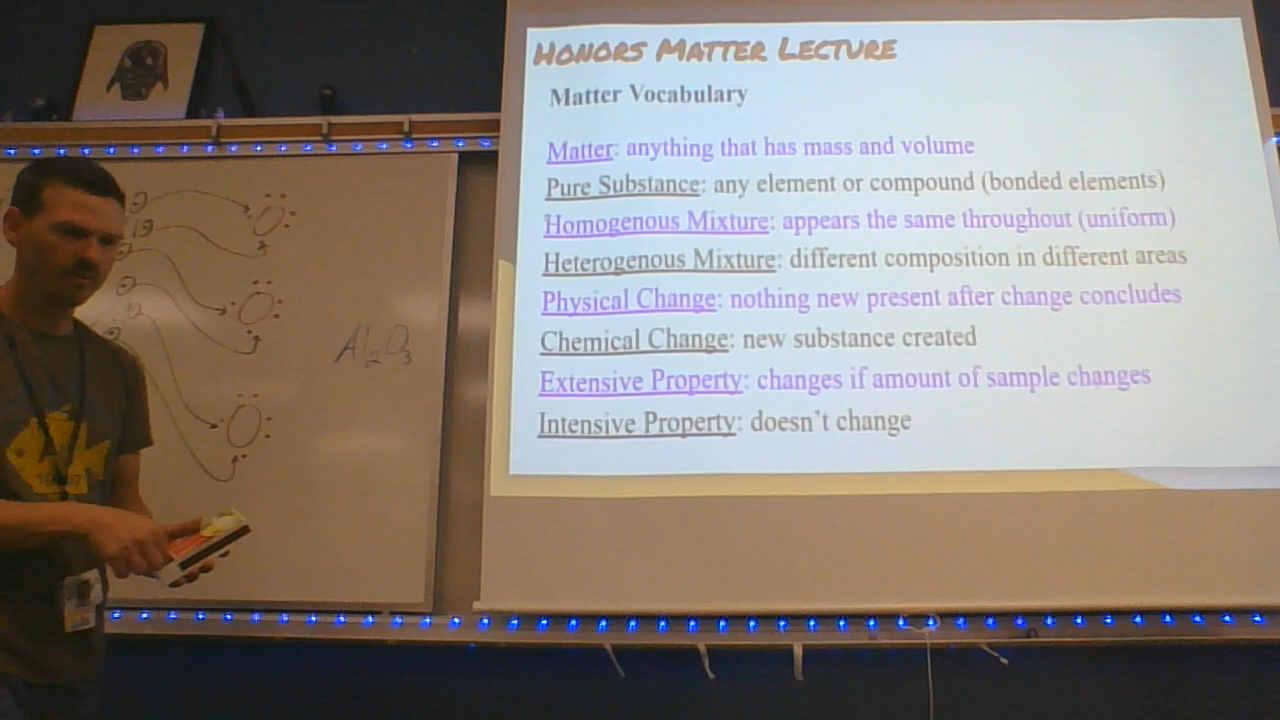 HONORS MATTER LECTURE
Matter Vocabulary
Matter: anything that has mass and volume
Pure Substance: any element or compound (bonded elements)
Homogenous Mixture: appears the same throughout (uniform)
Heterogenous Mixture: different composition in different areas
Physical Change: nothing new present after change concludes
Chemical Change: new substance created
Extensive Property: changes if amount of sample changes
Intensive Property: doesn't change
Al₂O₃